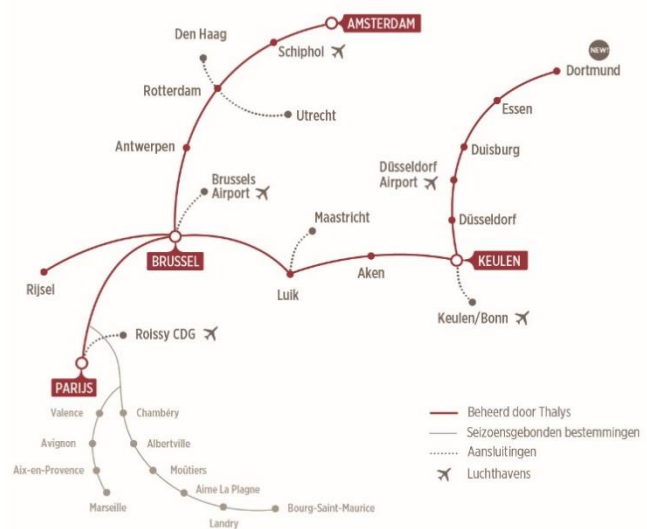 AMSTERDAM
Den Haag
Schiphol
NEW!
Dortmund
Rotterdam
Essen
Utrecht
Antwerpen
Duisburg
Brussels
Airport
Düsseldorf
Airport
Maastricht
Düsseldorf
BRUSSEL
KEULEN
Aken
Rijsel
Luik
Keulen/Bonn
Roissy CDG
PARIJS
Valence
Chambéry
Avignon
Albertville
Aix-en-Provence
Moûtiers
Marseille
Aime La Plagne
Landry
Bourg-Saint-Maurice
Beheerd door Thalys
Seizoensgebonden bestemmingen
Aansluitingen
Luchthavens